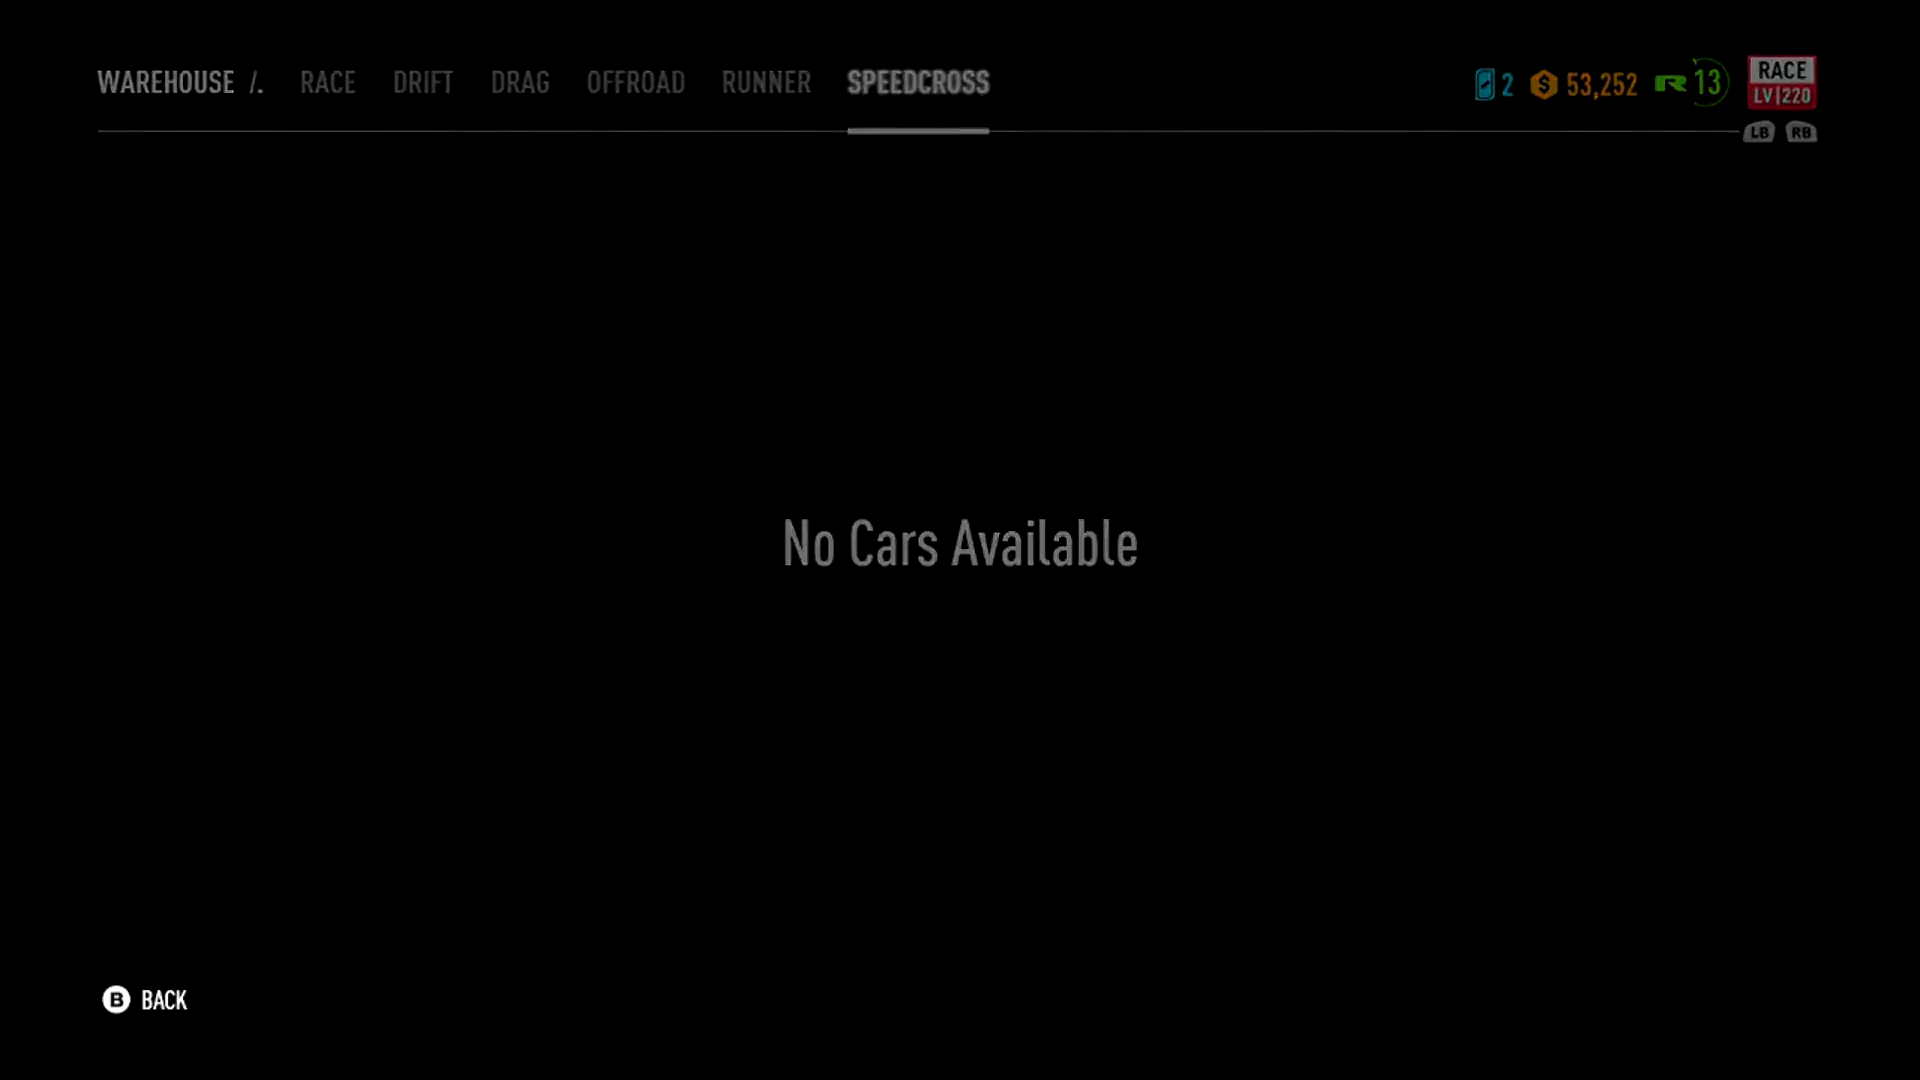 WAREHOUSE /. RACE DRIFT DRAG OFFROAD RUNNER SPEEDCROSS 2 53,252 13 RACE
LV|220
LB RB
No Cars Available
B BACK